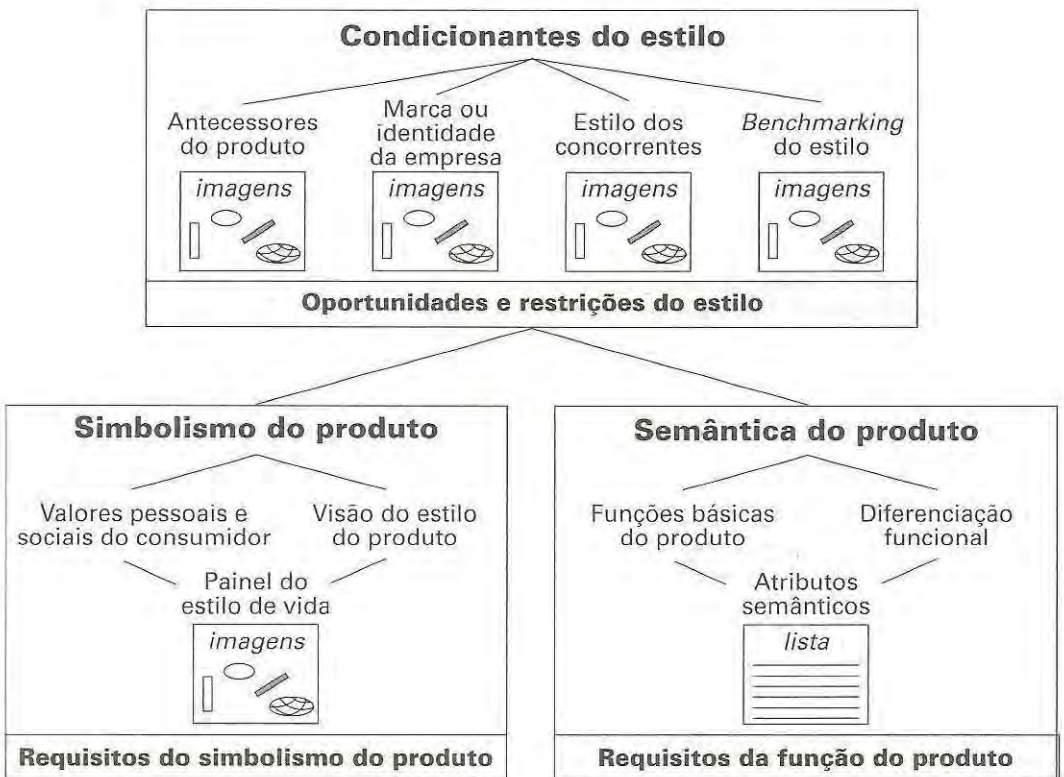 Condicionantes do estilo
Antecessores
do produto
Marca ou
identidade
da empresa
Estilo dos
concorrentes
Benchmarking
do estilo
imagens
imagens
imagens
imagens
Oportunidades e restrições do estilo
Simbolismo do produto
Valores pessoais e
sociais do consumidor
Visão do estilo
do produto
Painel do
estilo de vida
imagens
Requisitos do simbolismo do produto
Semântica do produto
Funções básicas
do produto
Diferenciação
funcional
Atributos
semânticos
lista
Requisitos da função do produto